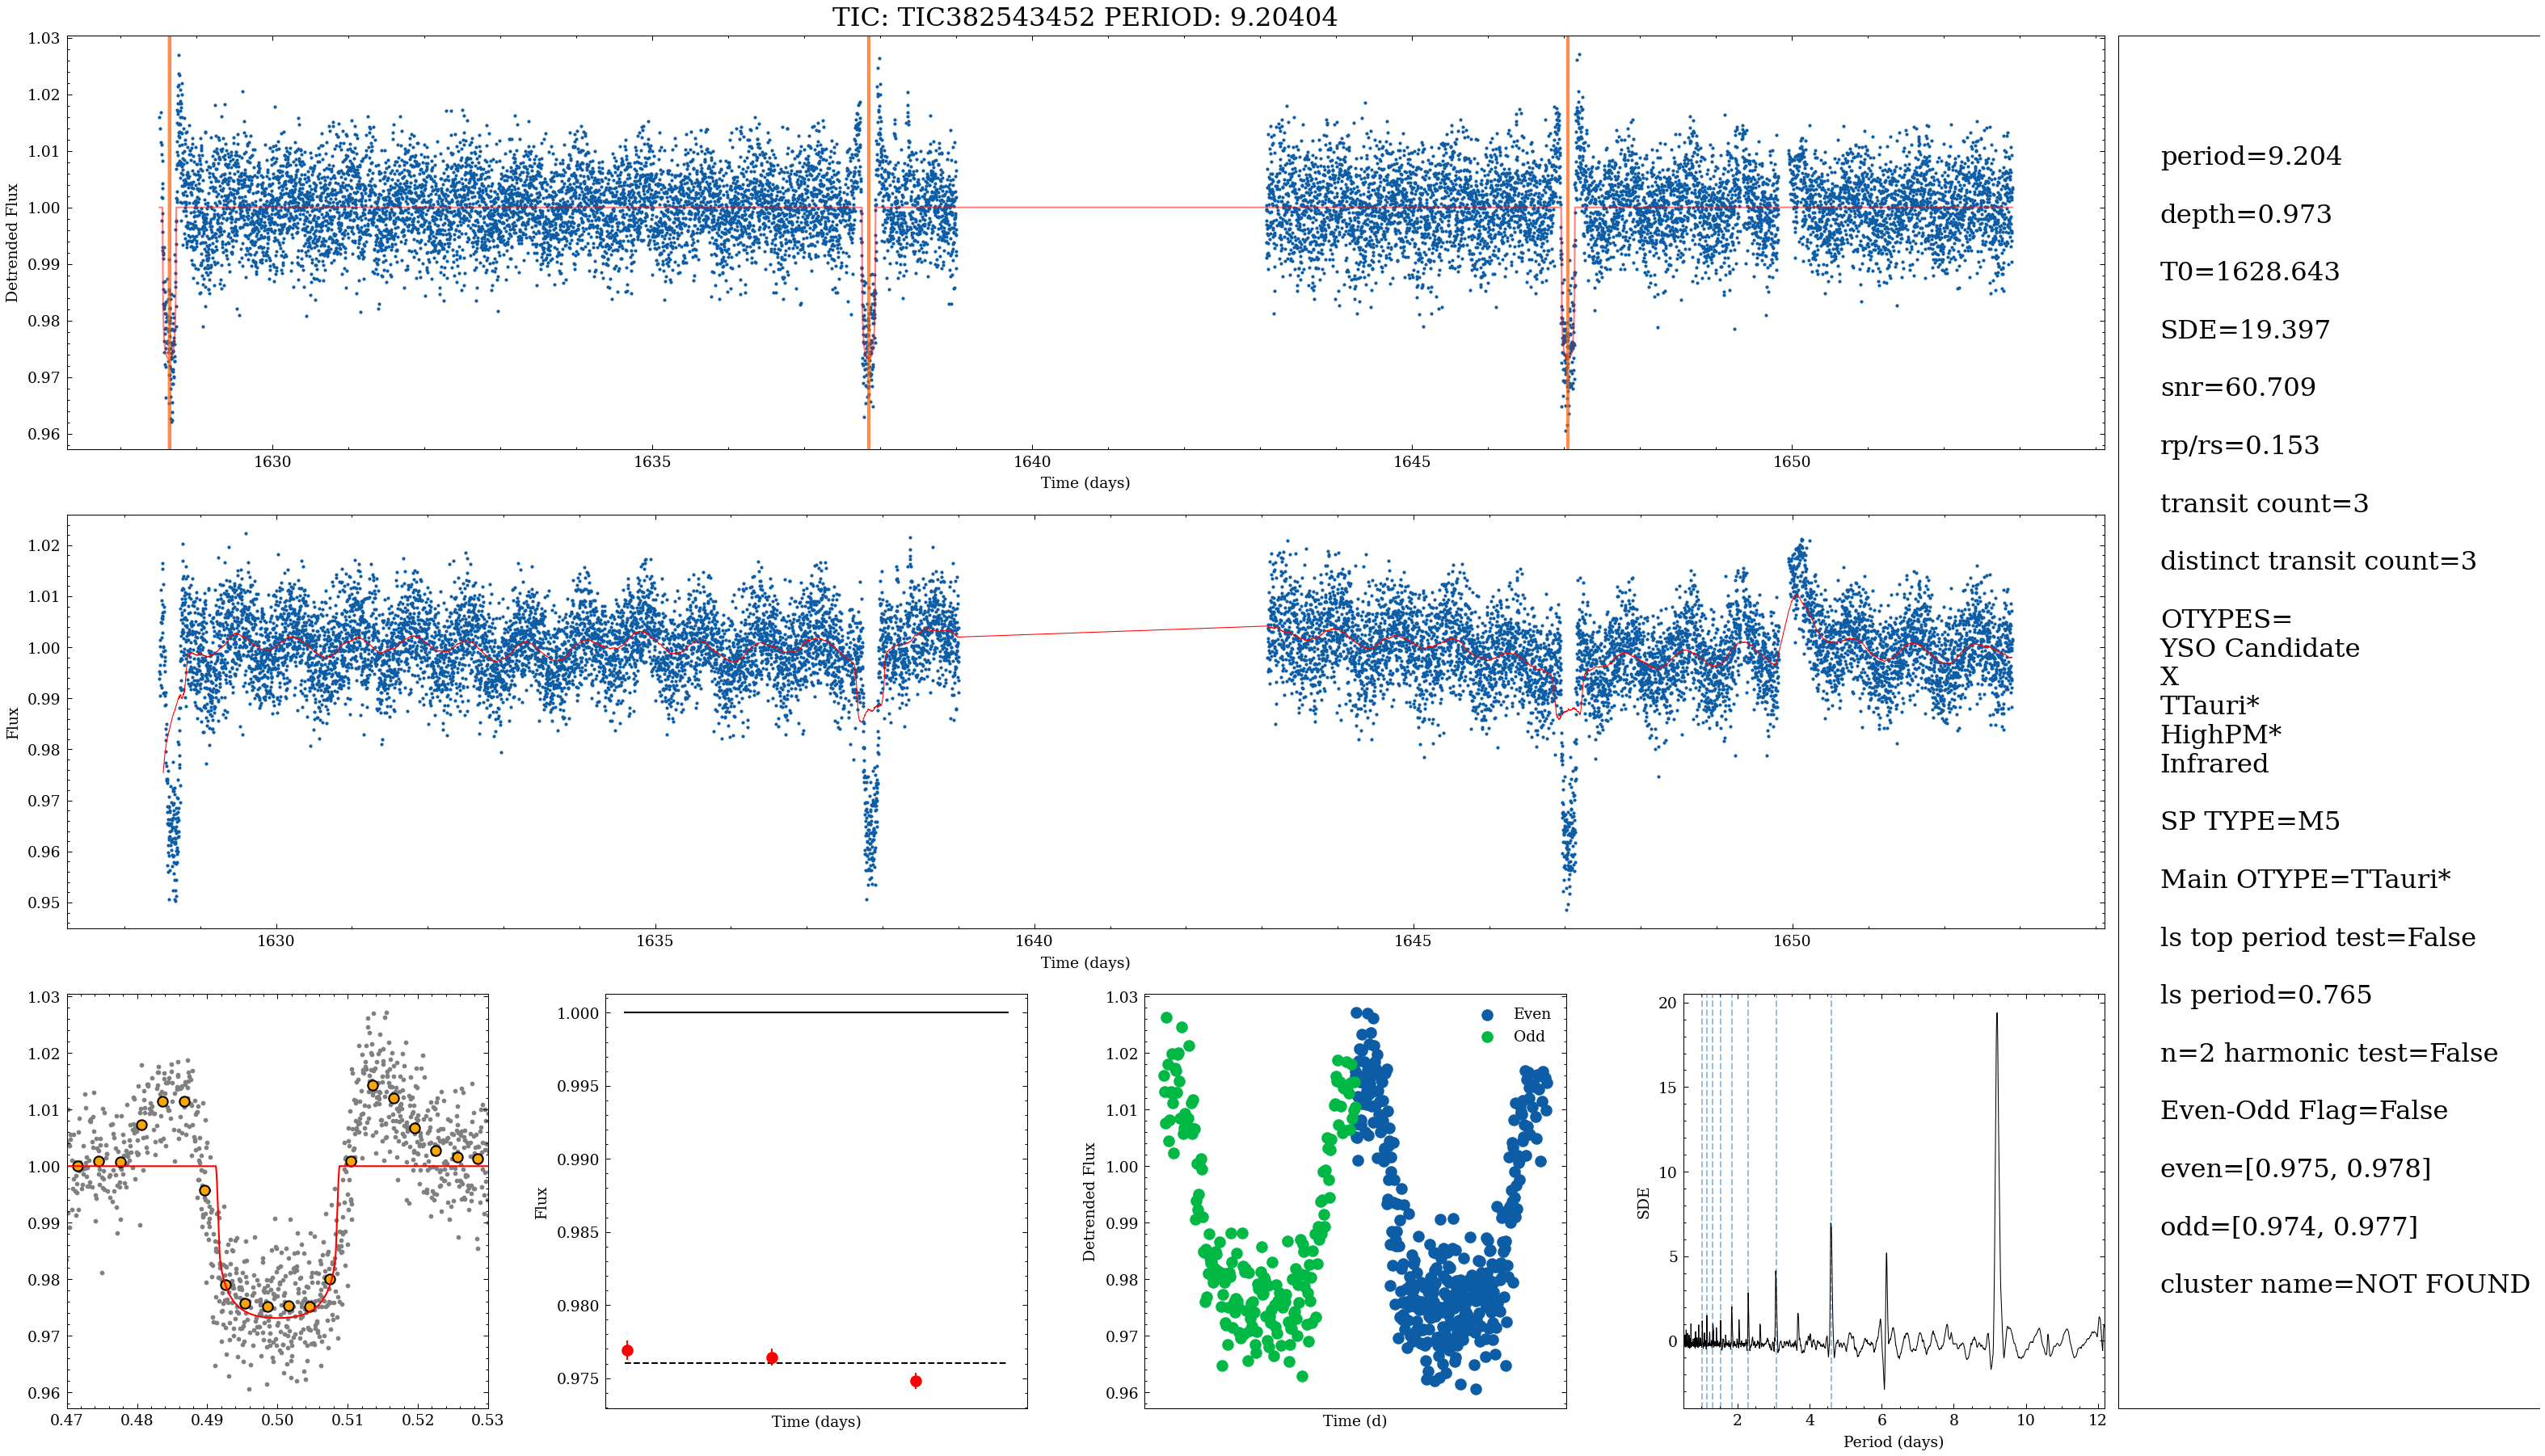 TIC: TIC382543452 PERIOD: 9.20404
1.03
1.02
1.01
1.00
0.99
0.98
0.97
0.96
Detrended Flux
1630
1635
1640
1645
1650
Time (days)
1.02
1.01
1.00
0.99
0.98
0.97
0.96
0.95
Flux
1630
1635
1640
1645
1650
Time (days)
1.03
1.02
1.01
1.00
0.99
0.98
0.97
0.96
0.47
0.48
0.49
0.50
0.51
0.52
0.53
1.000
0.995
0.990
0.985
0.980
0.975
Flux
Time (days)
1.03
1.02
1.01
1.00
0.99
0.98
0.97
0.96
Detrended Flux
Even
Odd
Time (d)
20
15
10
5
0
SDE
2
4
6
8
10
12
Period (days)
period=9.204
depth=0.973
T0=1628.643
SDE=19.397
snr=60.709
rp/rs=0.153
transit count=3
distinct transit count=3
OTYPES=
YSO Candidate
X
TTauri*
HighPM*
Infrared
SP TYPE=M5
Main OTYPE=TTauri*
ls top period test=False
ls period=0.765
n=2 harmonic test=False
Even-Odd Flag=False
even=[0.975, 0.978]
odd=[0.974, 0.977]
cluster name=NOT FOUND